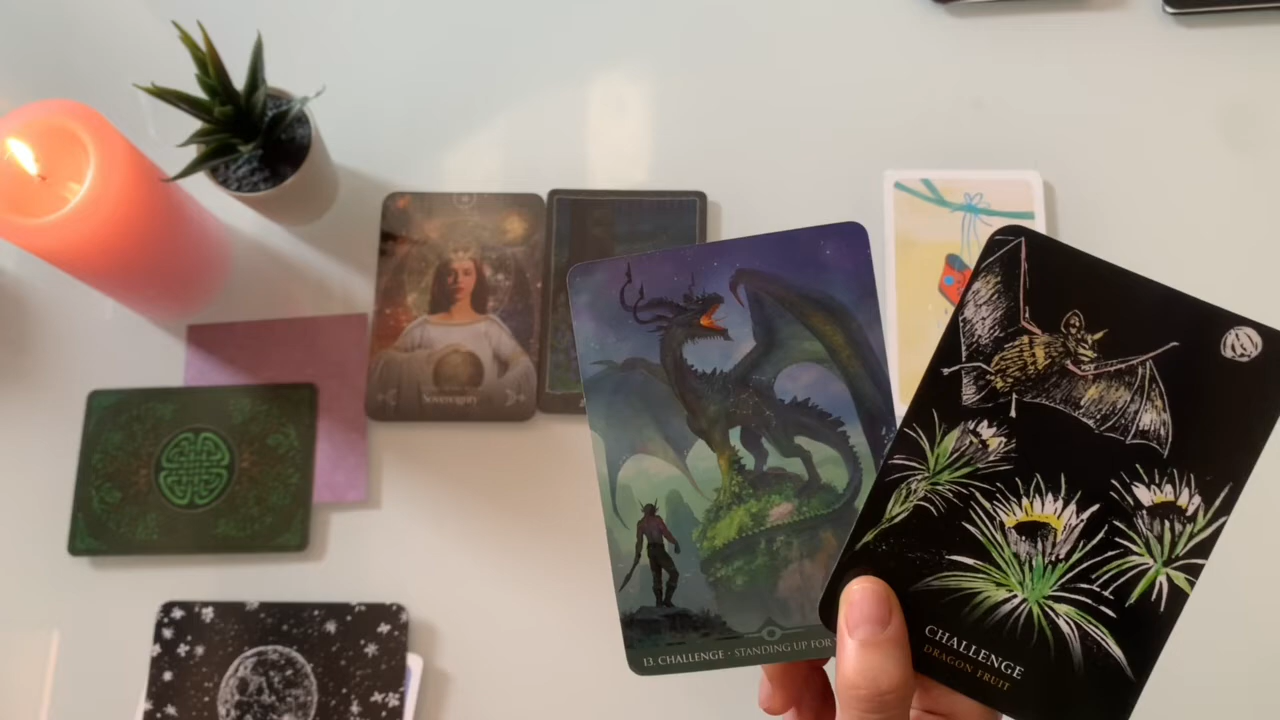 Sovereignty
13. CHALLENGE · STANDING UP FOR
CHALLENGE
DRAGON FRUIT